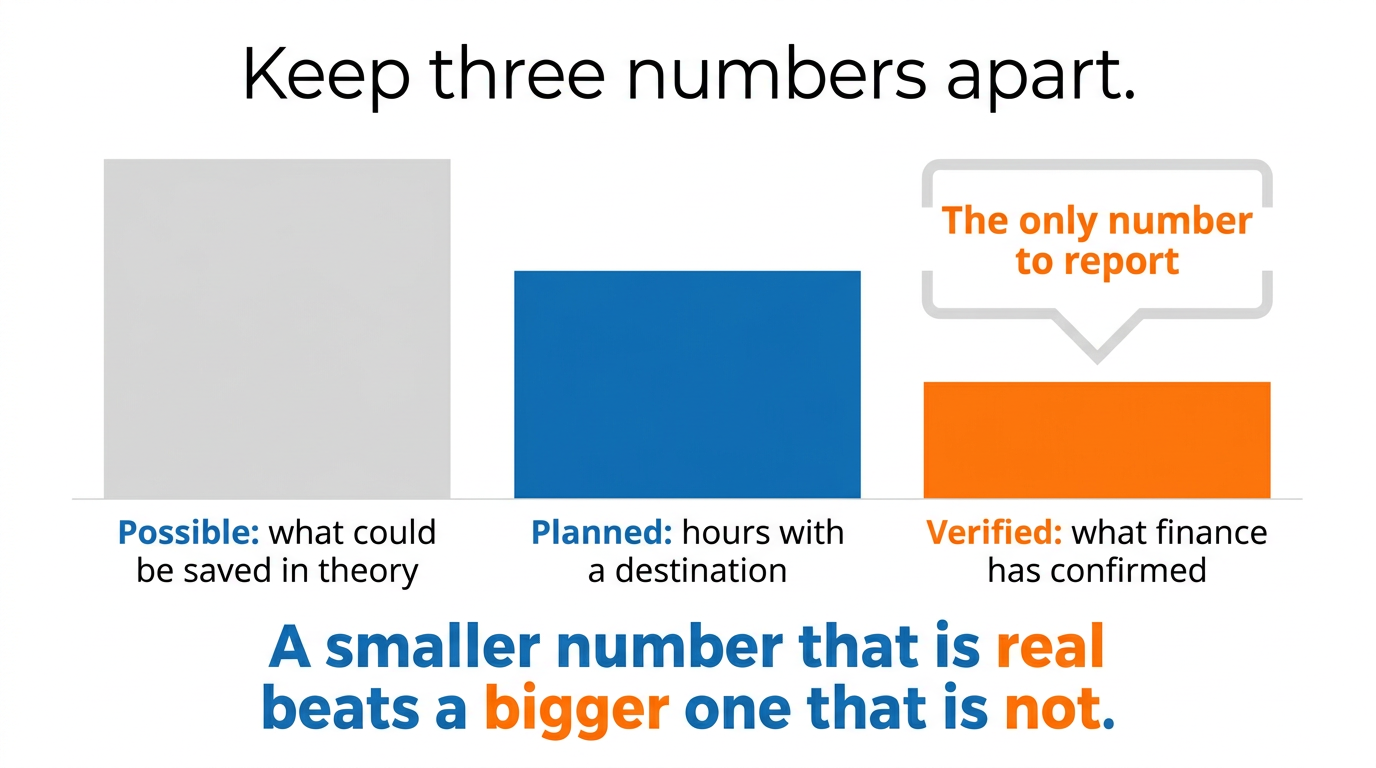 Keep three numbers apart.
The only number
to report
Possible: what could
be saved in theory
Planned: hours with
a destination
Verified: what finance
has confirmed
A smaller number that is real
beats a bigger one that is not.